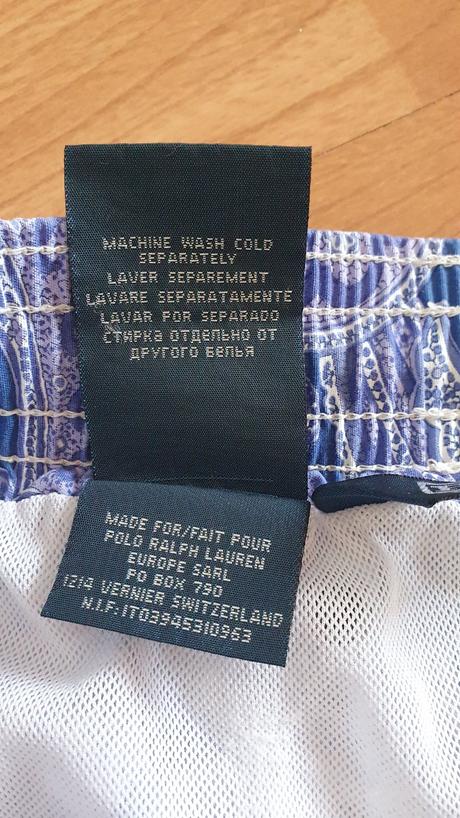 MACHINE WASH COLD
SEPARATELY
LAVER SEPAREMENT
LAVARE SEPARATAMENTE
LAVAR POR SEPARADO
СТИРКА ОТДЕЛЬНО ОТ
ДРУГОГО БЕЛЬЯ
MADE FOR/FAIT POUR
POLO RALPH LAUREN
EUROPE SARL
PO BOX 790
1214 VERNIER SWITZERLAND
N.I.F:IT03945310963